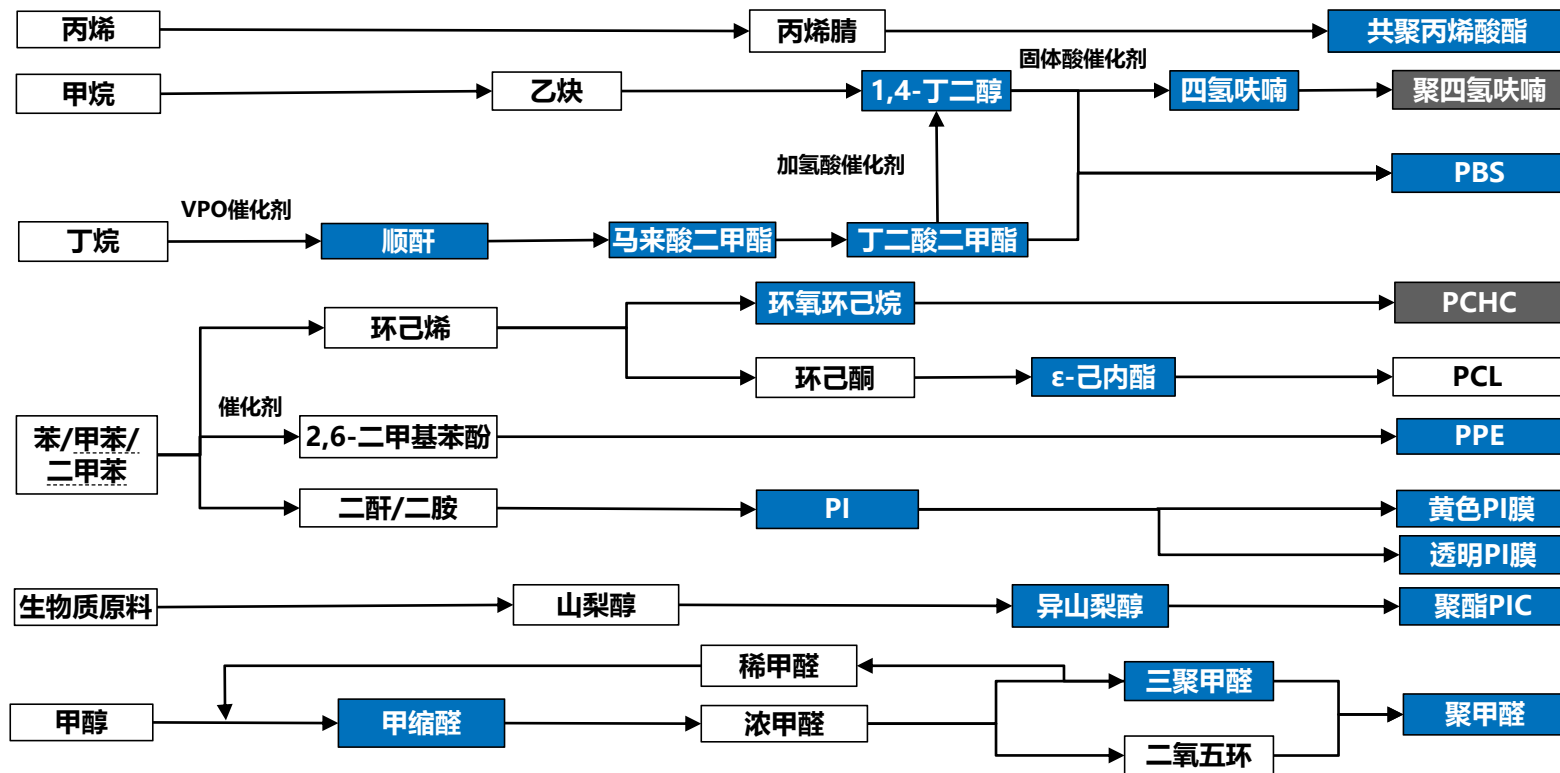 丙烯
丙烯腈
共聚丙烯酸酯
固体酸催化剂
甲烷
乙炔
1,4-丁二醇
四氢呋喃
聚四氢呋喃
加氢酸催化剂
PBS
VPO催化剂
丁烷
顺酐
马来酸二甲酯
丁二酸二甲酯
环氧环己烷
PCHC
环己烯
环己酮
ε-己内酯
PCL
催化剂
苯/甲苯/
二甲苯
2,6-二甲基苯酚
PPE
二酐/二胺
PI
黄色PI膜
透明PI膜
生物质原料
山梨醇
异山梨醇
聚酯PIC
稀甲醛
三聚甲醛
甲醇
甲缩醛
浓甲醛
聚甲醛
二氧五环